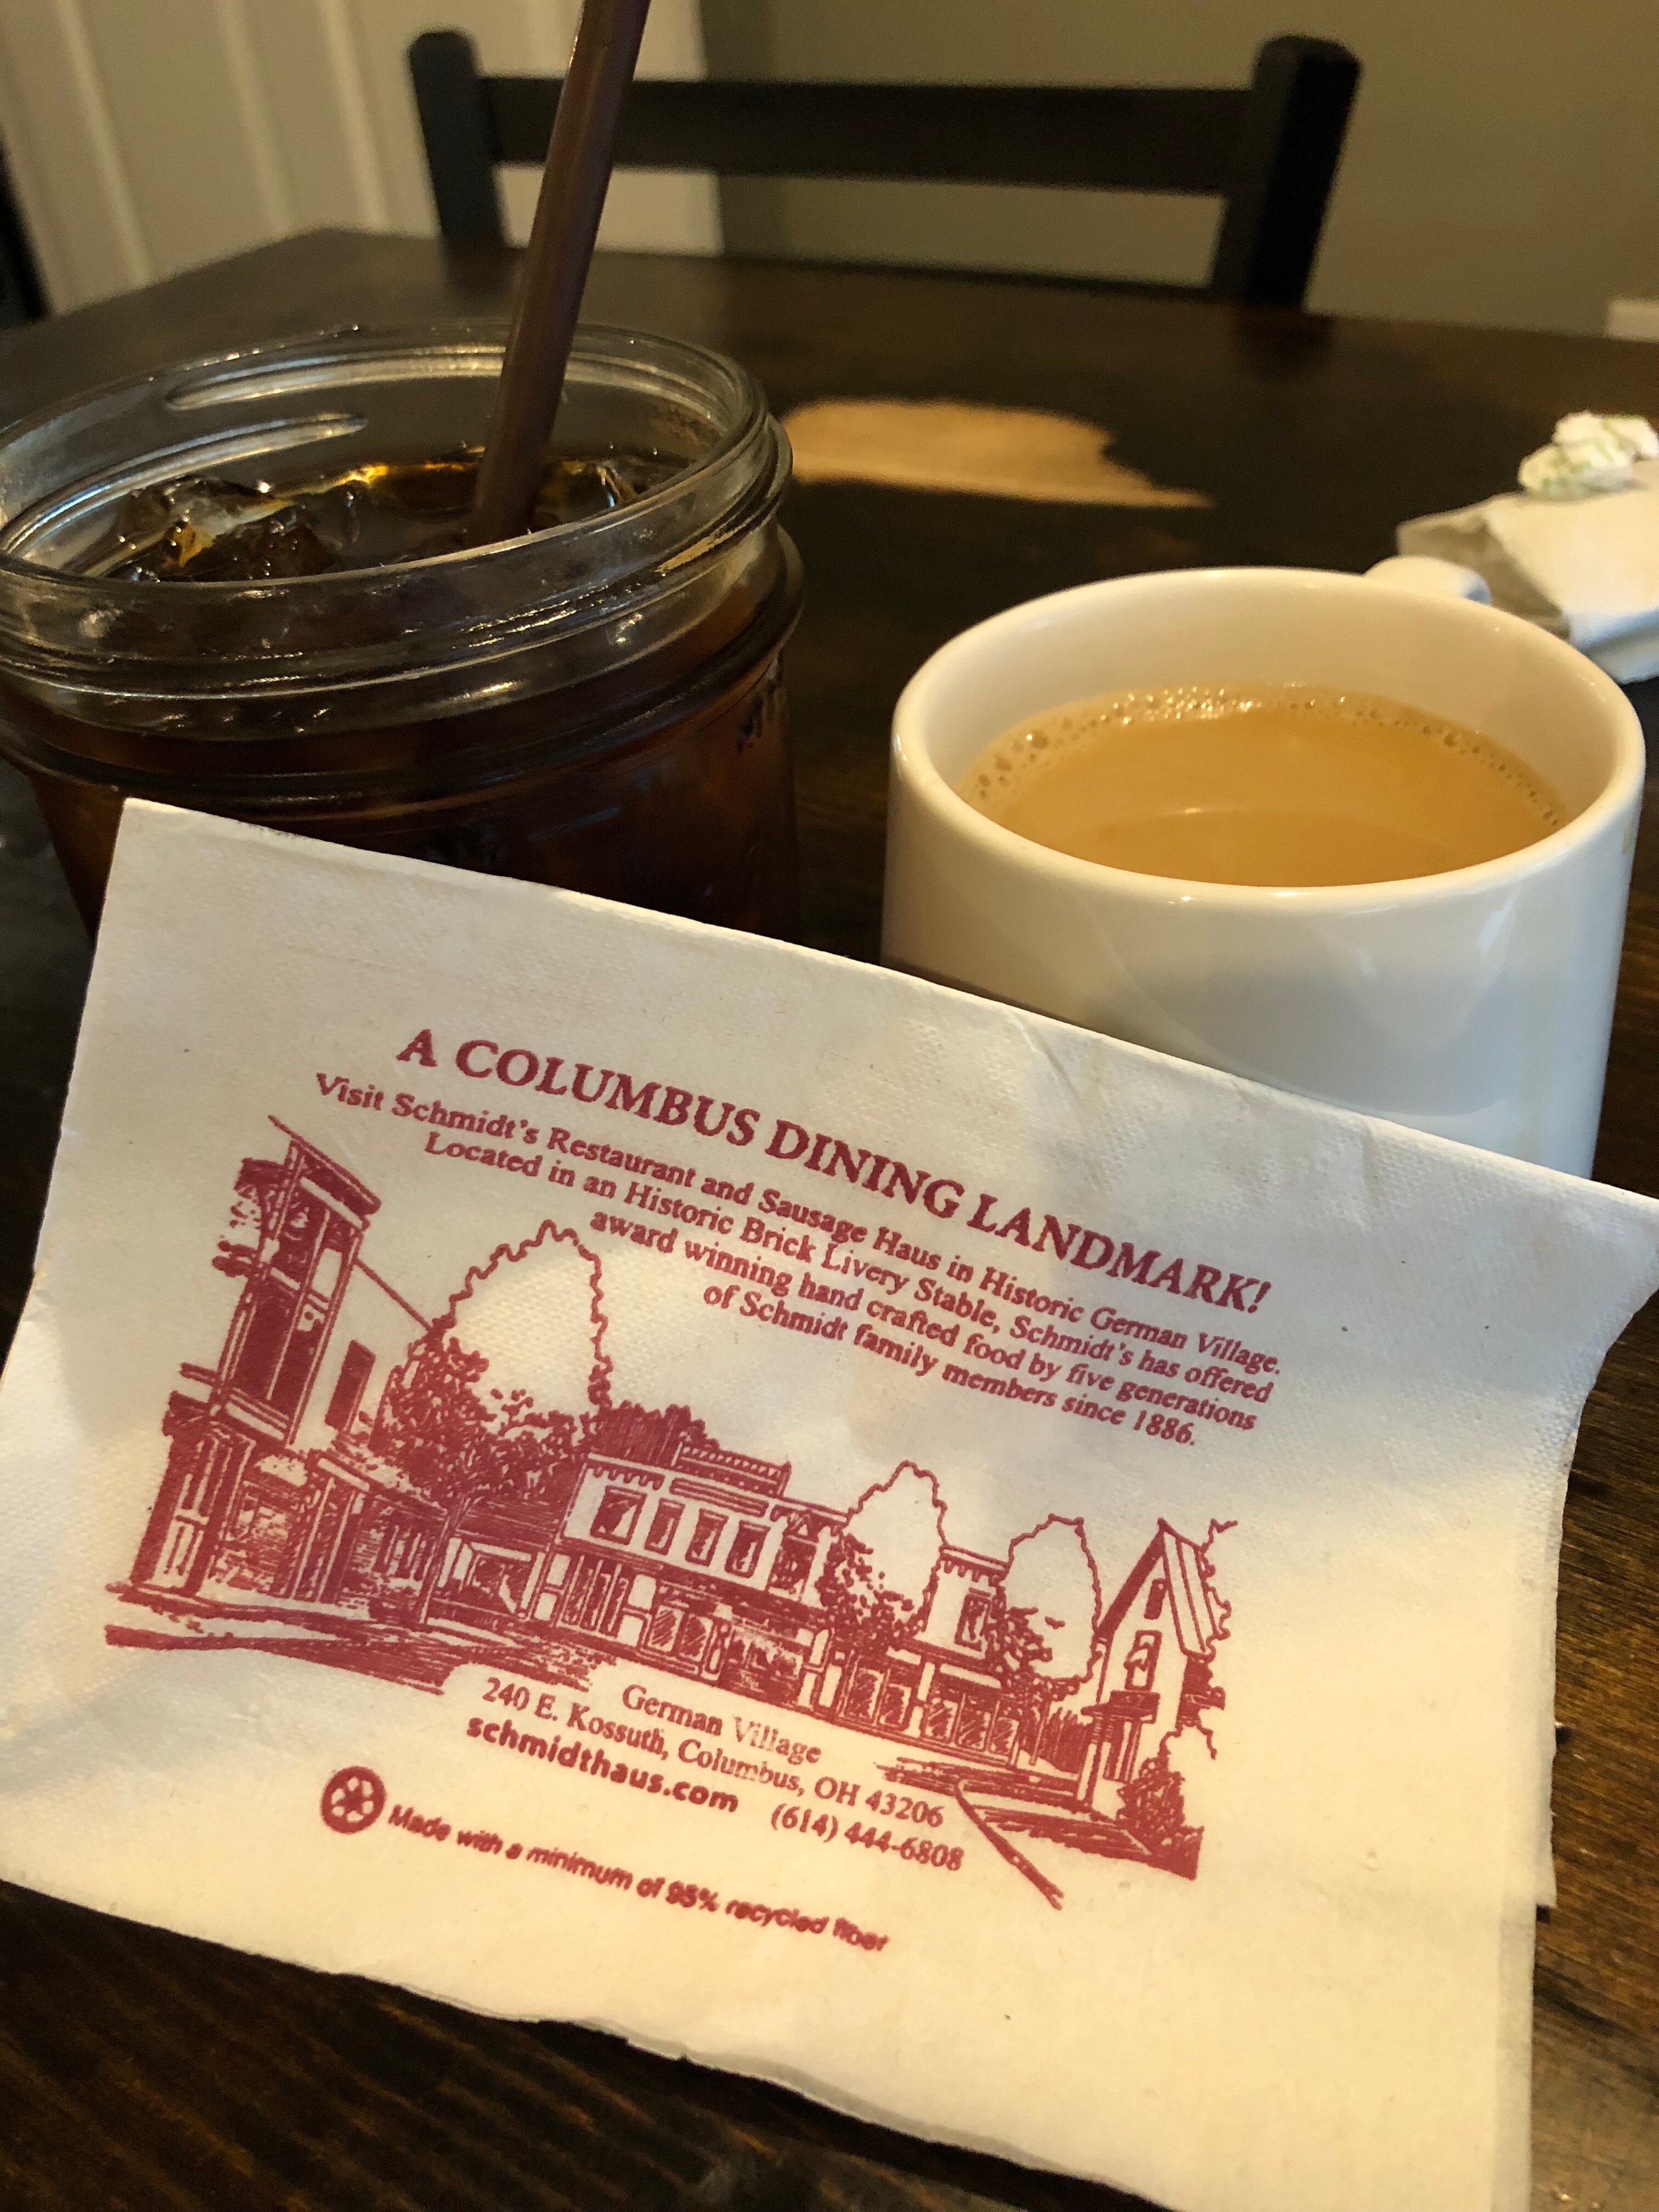 A COLUMBUS DINING LANDMARK!
Visit Schmidt's Restaurant and Sausage Haus in Historic German Village.
Located in an Historic Brick Livery Stable, Schmidt's has offered
award winning hand crafted food by five generations
of Schmidt family members since 1886.
German Village
240 E. Kossuth, Columbus, OH 43206
schmidthaus.com (614) 444-6808
Made with a minimum of 95% recycled fiber